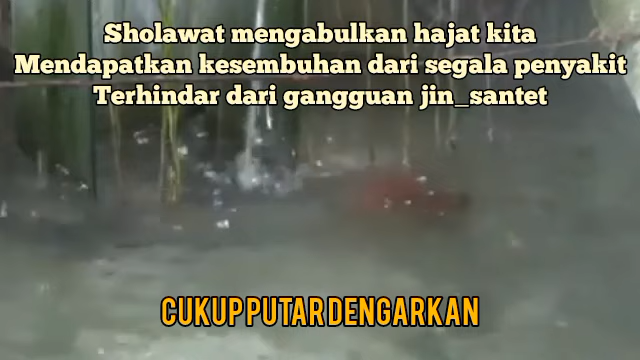 Sholawat mengabulkan hajat kita
Mendapatkan kesembuhan dari segala penyakit
Terhindar dari gangguan jin_santet
CUKUP PUTAR DENGARKAN